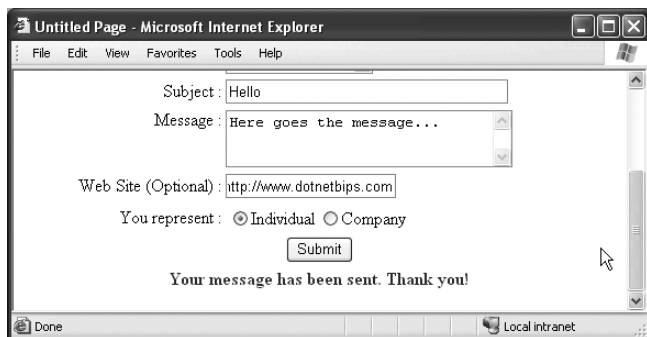 Untitled Page - Microsoft Internet Explorer
File Edit View Favorites Tools Help
Subject : Hello
Message : Here goes the message...
Web Site (Optional) : ttp://www.dotnetbips.com
You represent : Individual Company
Submit
Your message has been sent. Thank you!
Done Local intranet